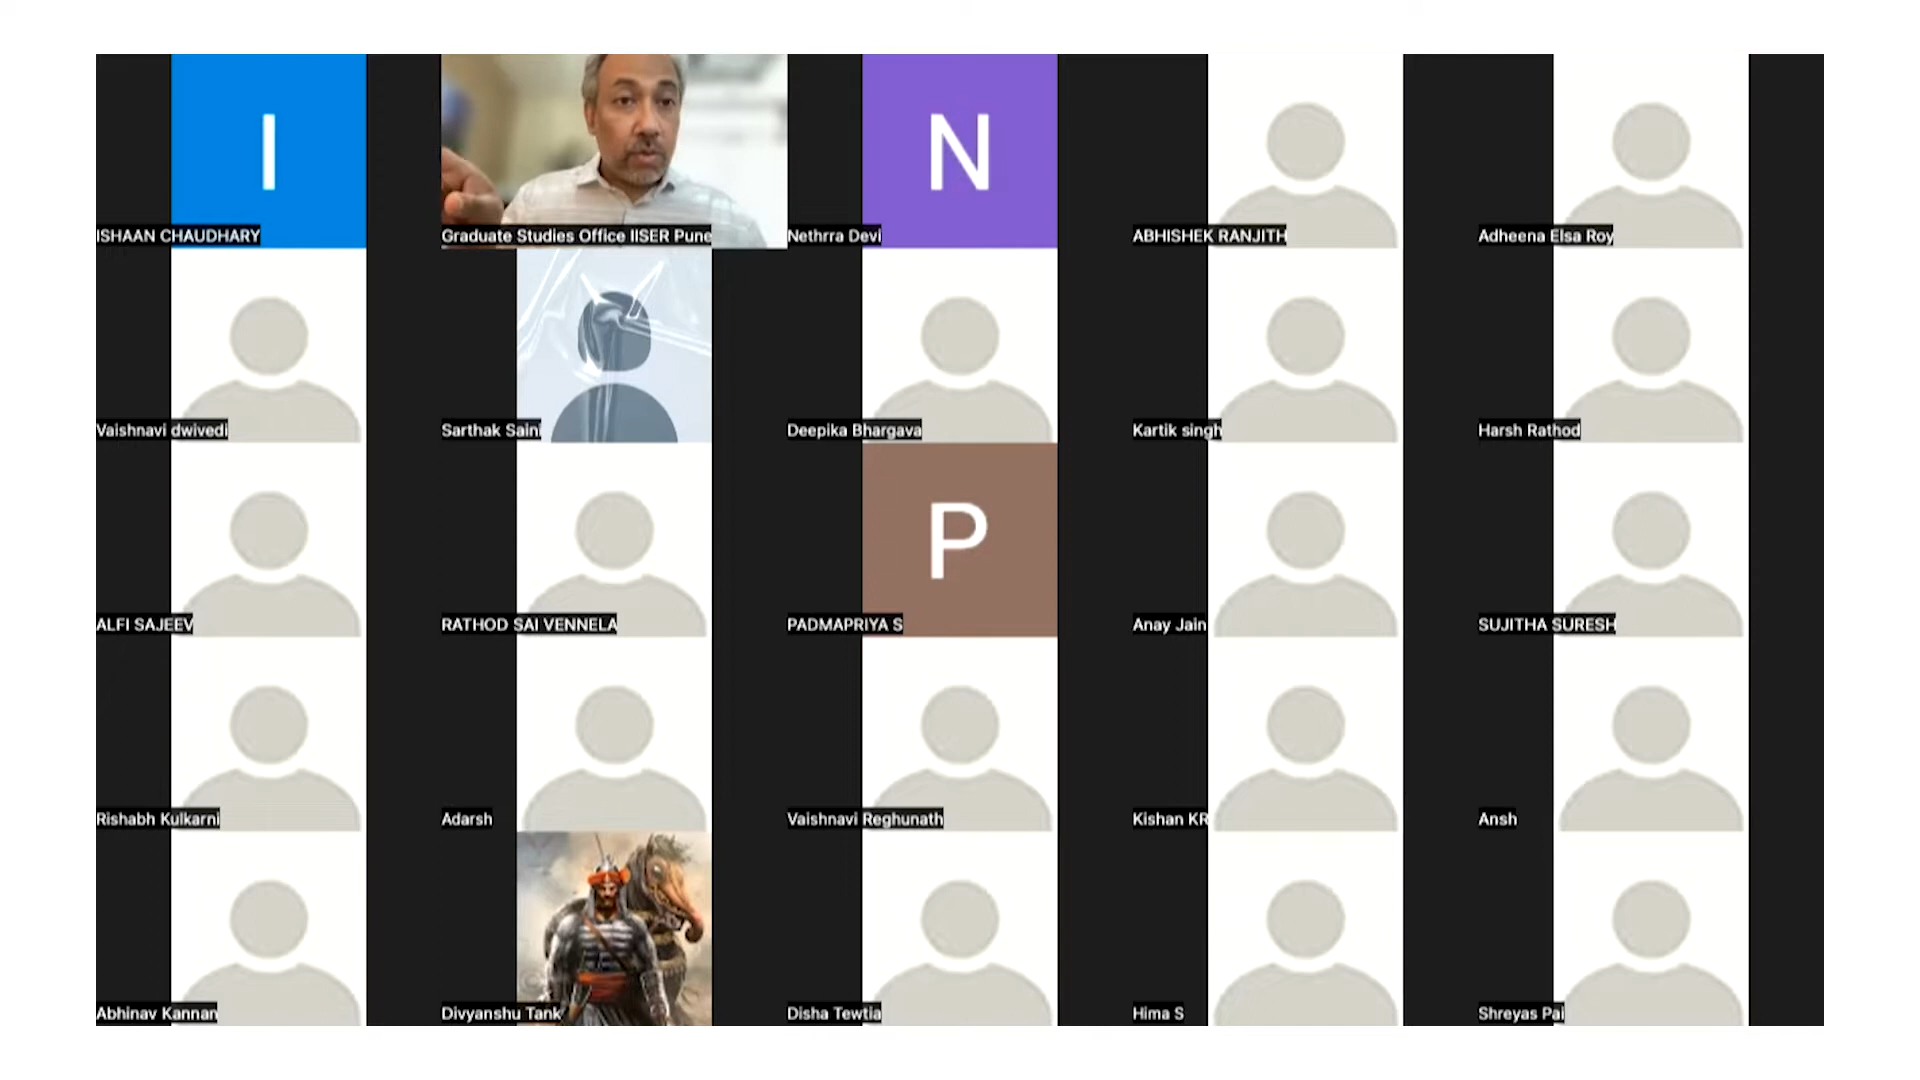 I
N
ISHAAN CHAUDHARY
Graduate Studies Office IISER Pune
Nethrra Devi
ABHISHEK RANJITH
Adheena Elsa Roy
Vaishnavi dwivedi
Sarthak Saini
Deepika Bhargava
Kartik singh
Harsh Rathod
P
ALFI SAJEEV
RATHOD SAI VENNELA
PADMAPRIYA S
Anay Jain
SUJITHA SURESH
Rishabh Kulkarni
Adarsh
Vaishnavi Reghunath
Kishan KR
Ansh
Abhinav Kannan
Divyanshu Tank
Disha Tewtia
Hima S
Shreyas Pai